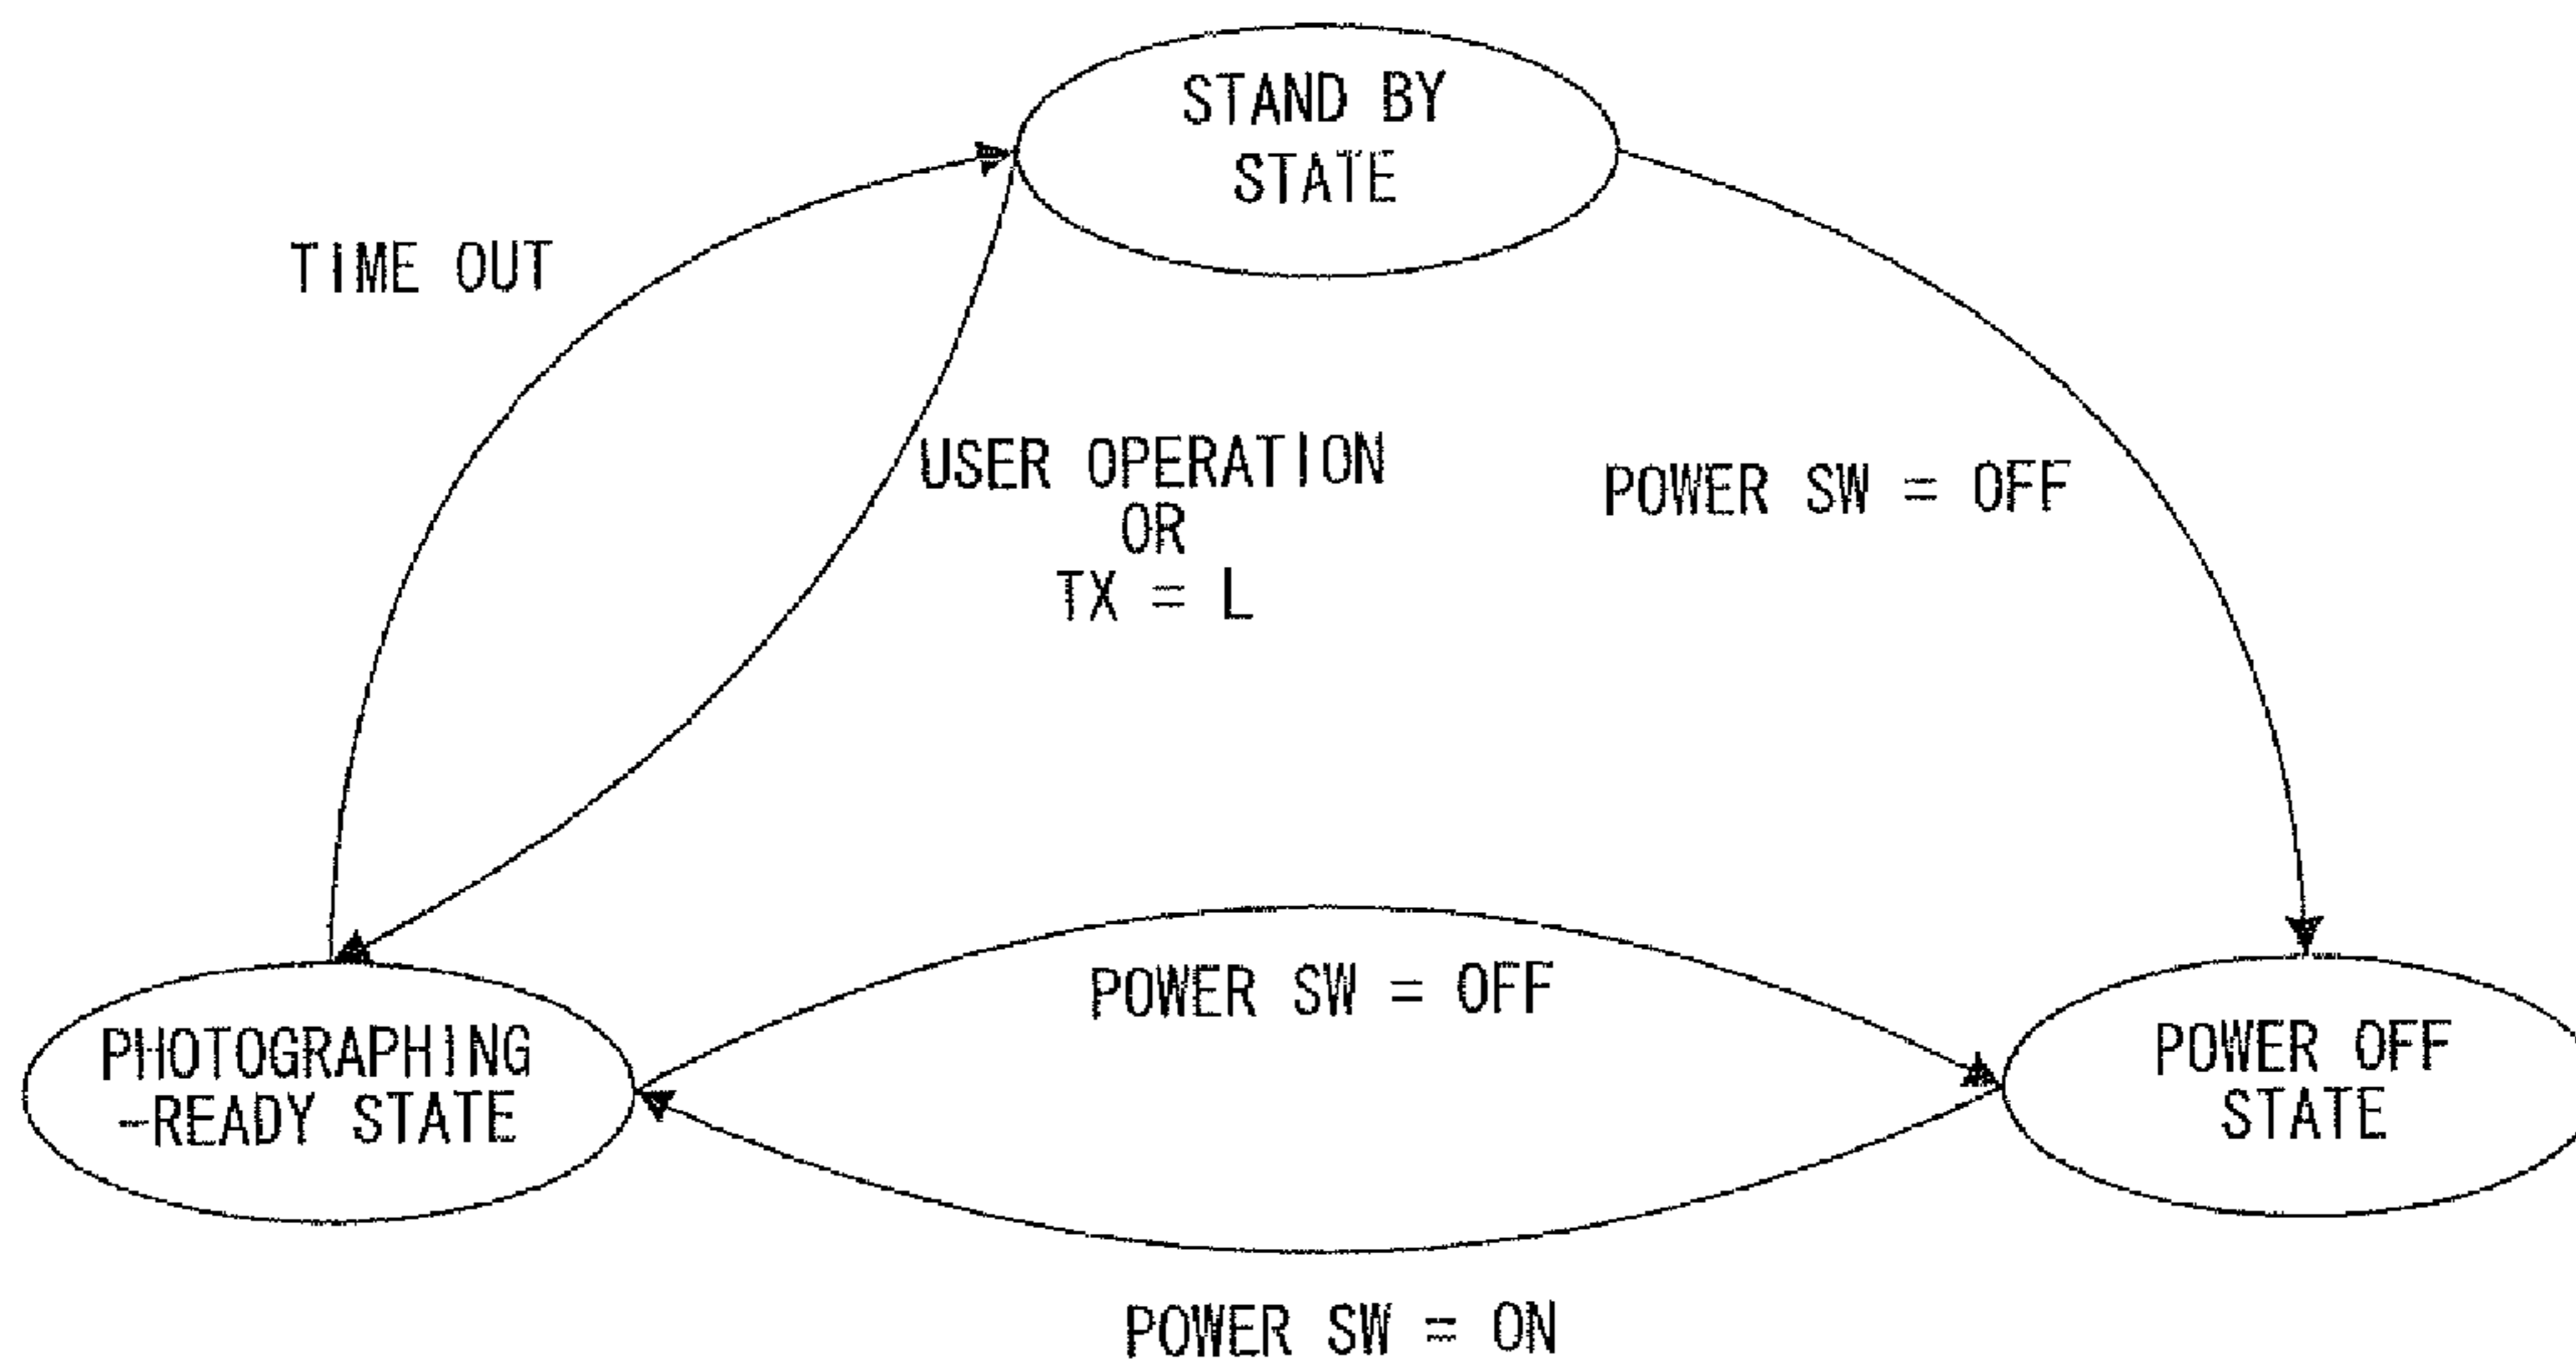 STAND BY
STATE
TIME OUT
USER OPERATION
OR
TX = L
POWER SW = OFF
POWER SW = OFF
PHOTOGRAPHING
-READY STATE
POWER OFF
STATE
POWER SW = ON